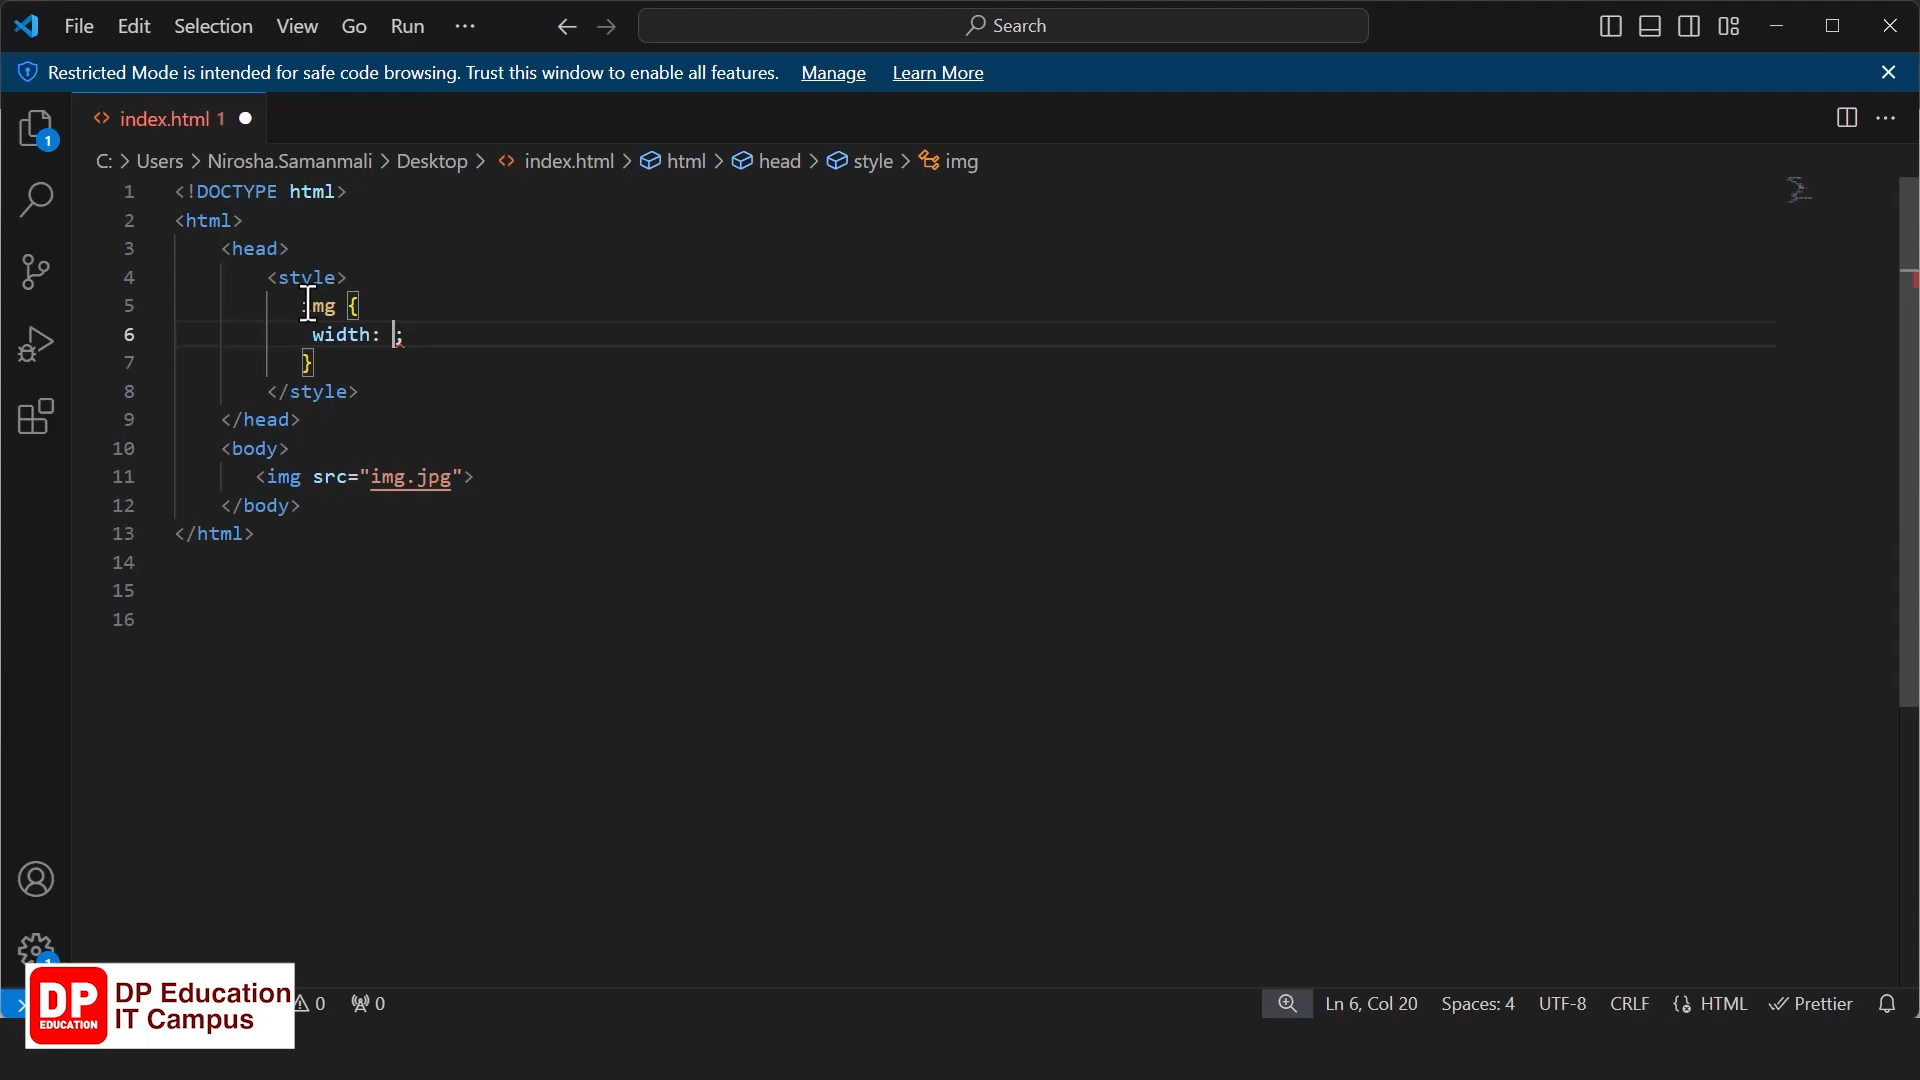 File Edit Selection View Go Run ··· Search
Restricted Mode is intended for safe code browsing. Trust this window to enable all features. Manage Learn More
1
index.html 1
C: > Users > Nirosha.Samanmali > Desktop > index.html > html > head > style > img
1 <!DOCTYPE html>
2 <html>
3 <head>
4 <style>
5 img {
6 width: ;
7 }
8 </style>
9 </head>
10 <body>
11 <img src="img.jpg">
12 </body>
13 </html>
14
15
16
1
DP EDUCATION
DP Education
IT Campus
0 0 Ln 6, Col 20 Spaces: 4 UTF-8 CRLF HTML Prettier